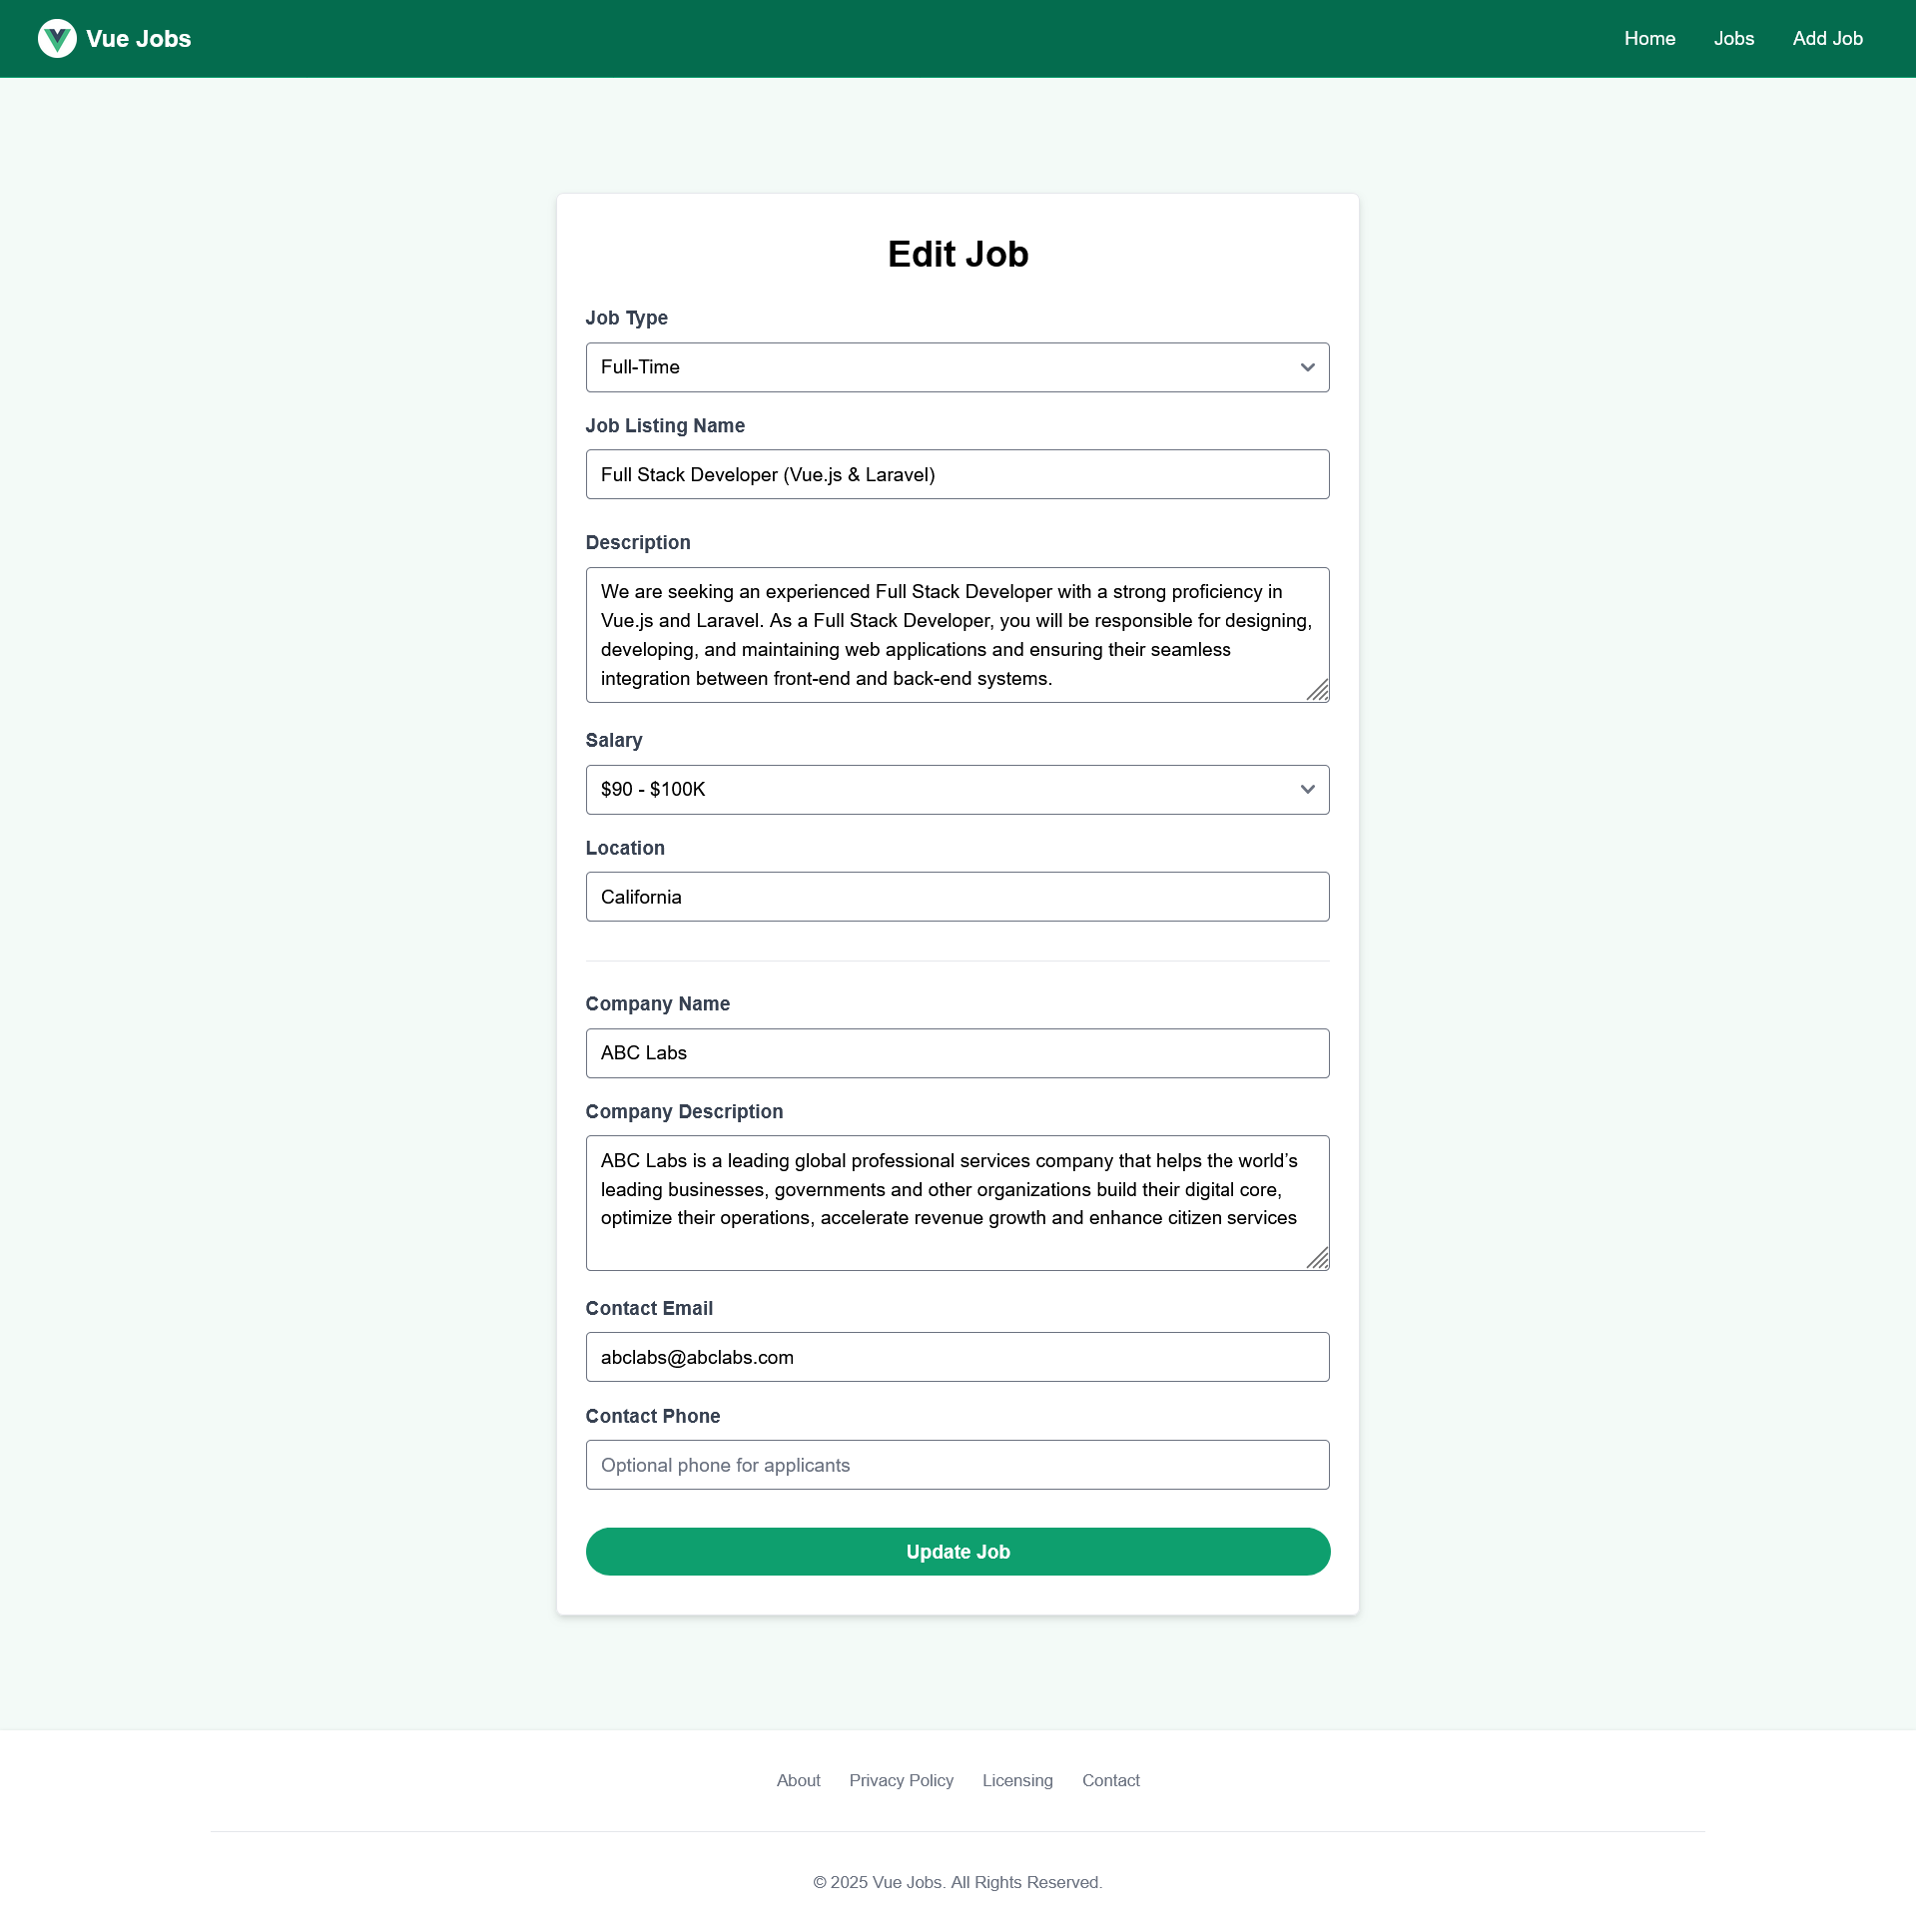 Vue Jobs
Home
Jobs
Add Job
Edit Job
Job Type
Full-Time
Job Listing Name
Full Stack Developer (Vue.js & Laravel)
Description
We are seeking an experienced Full Stack Developer with a strong proficiency in
Vue.js and Laravel. As a Full Stack Developer, you will be responsible for designing,
developing, and maintaining web applications and ensuring their seamless
integration between front-end and back-end systems.
Salary
$90 - $100K
Location
California
Company Name
ABC Labs
Company Description
ABC Labs is a leading global professional services company that helps the world’s
leading businesses, governments and other organizations build their digital core,
optimize their operations, accelerate revenue growth and enhance citizen services
Contact Email
abclabs@abclabs.com
Contact Phone
Optional phone for applicants
Update Job
About
Privacy Policy
Licensing
Contact
© 2025 Vue Jobs. All Rights Reserved.